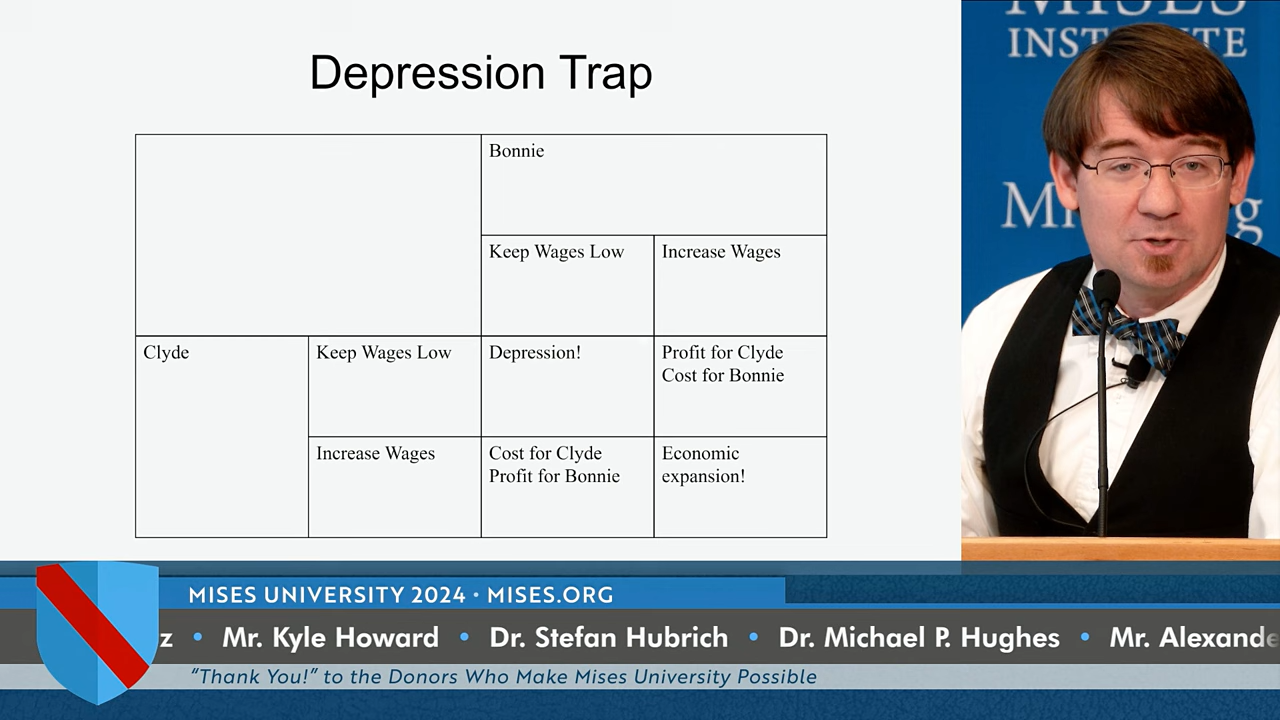 Depression Trap
Bonnie
Keep Wages Low
Increase Wages
Clyde
Keep Wages Low
Depression!
Profit for Clyde
Cost for Bonnie
Increase Wages
Cost for Clyde
Profit for Bonnie
Economic
expansion!
MISES
INSTITUTE
MISES UNIVERSITY 2024 • MISES.ORG
z • Mr. Kyle Howard • Dr. Stefan Hubrich • Dr. Michael P. Hughes • Mr. Alexande
“Thank You!” to the Donors Who Make Mises University Possible